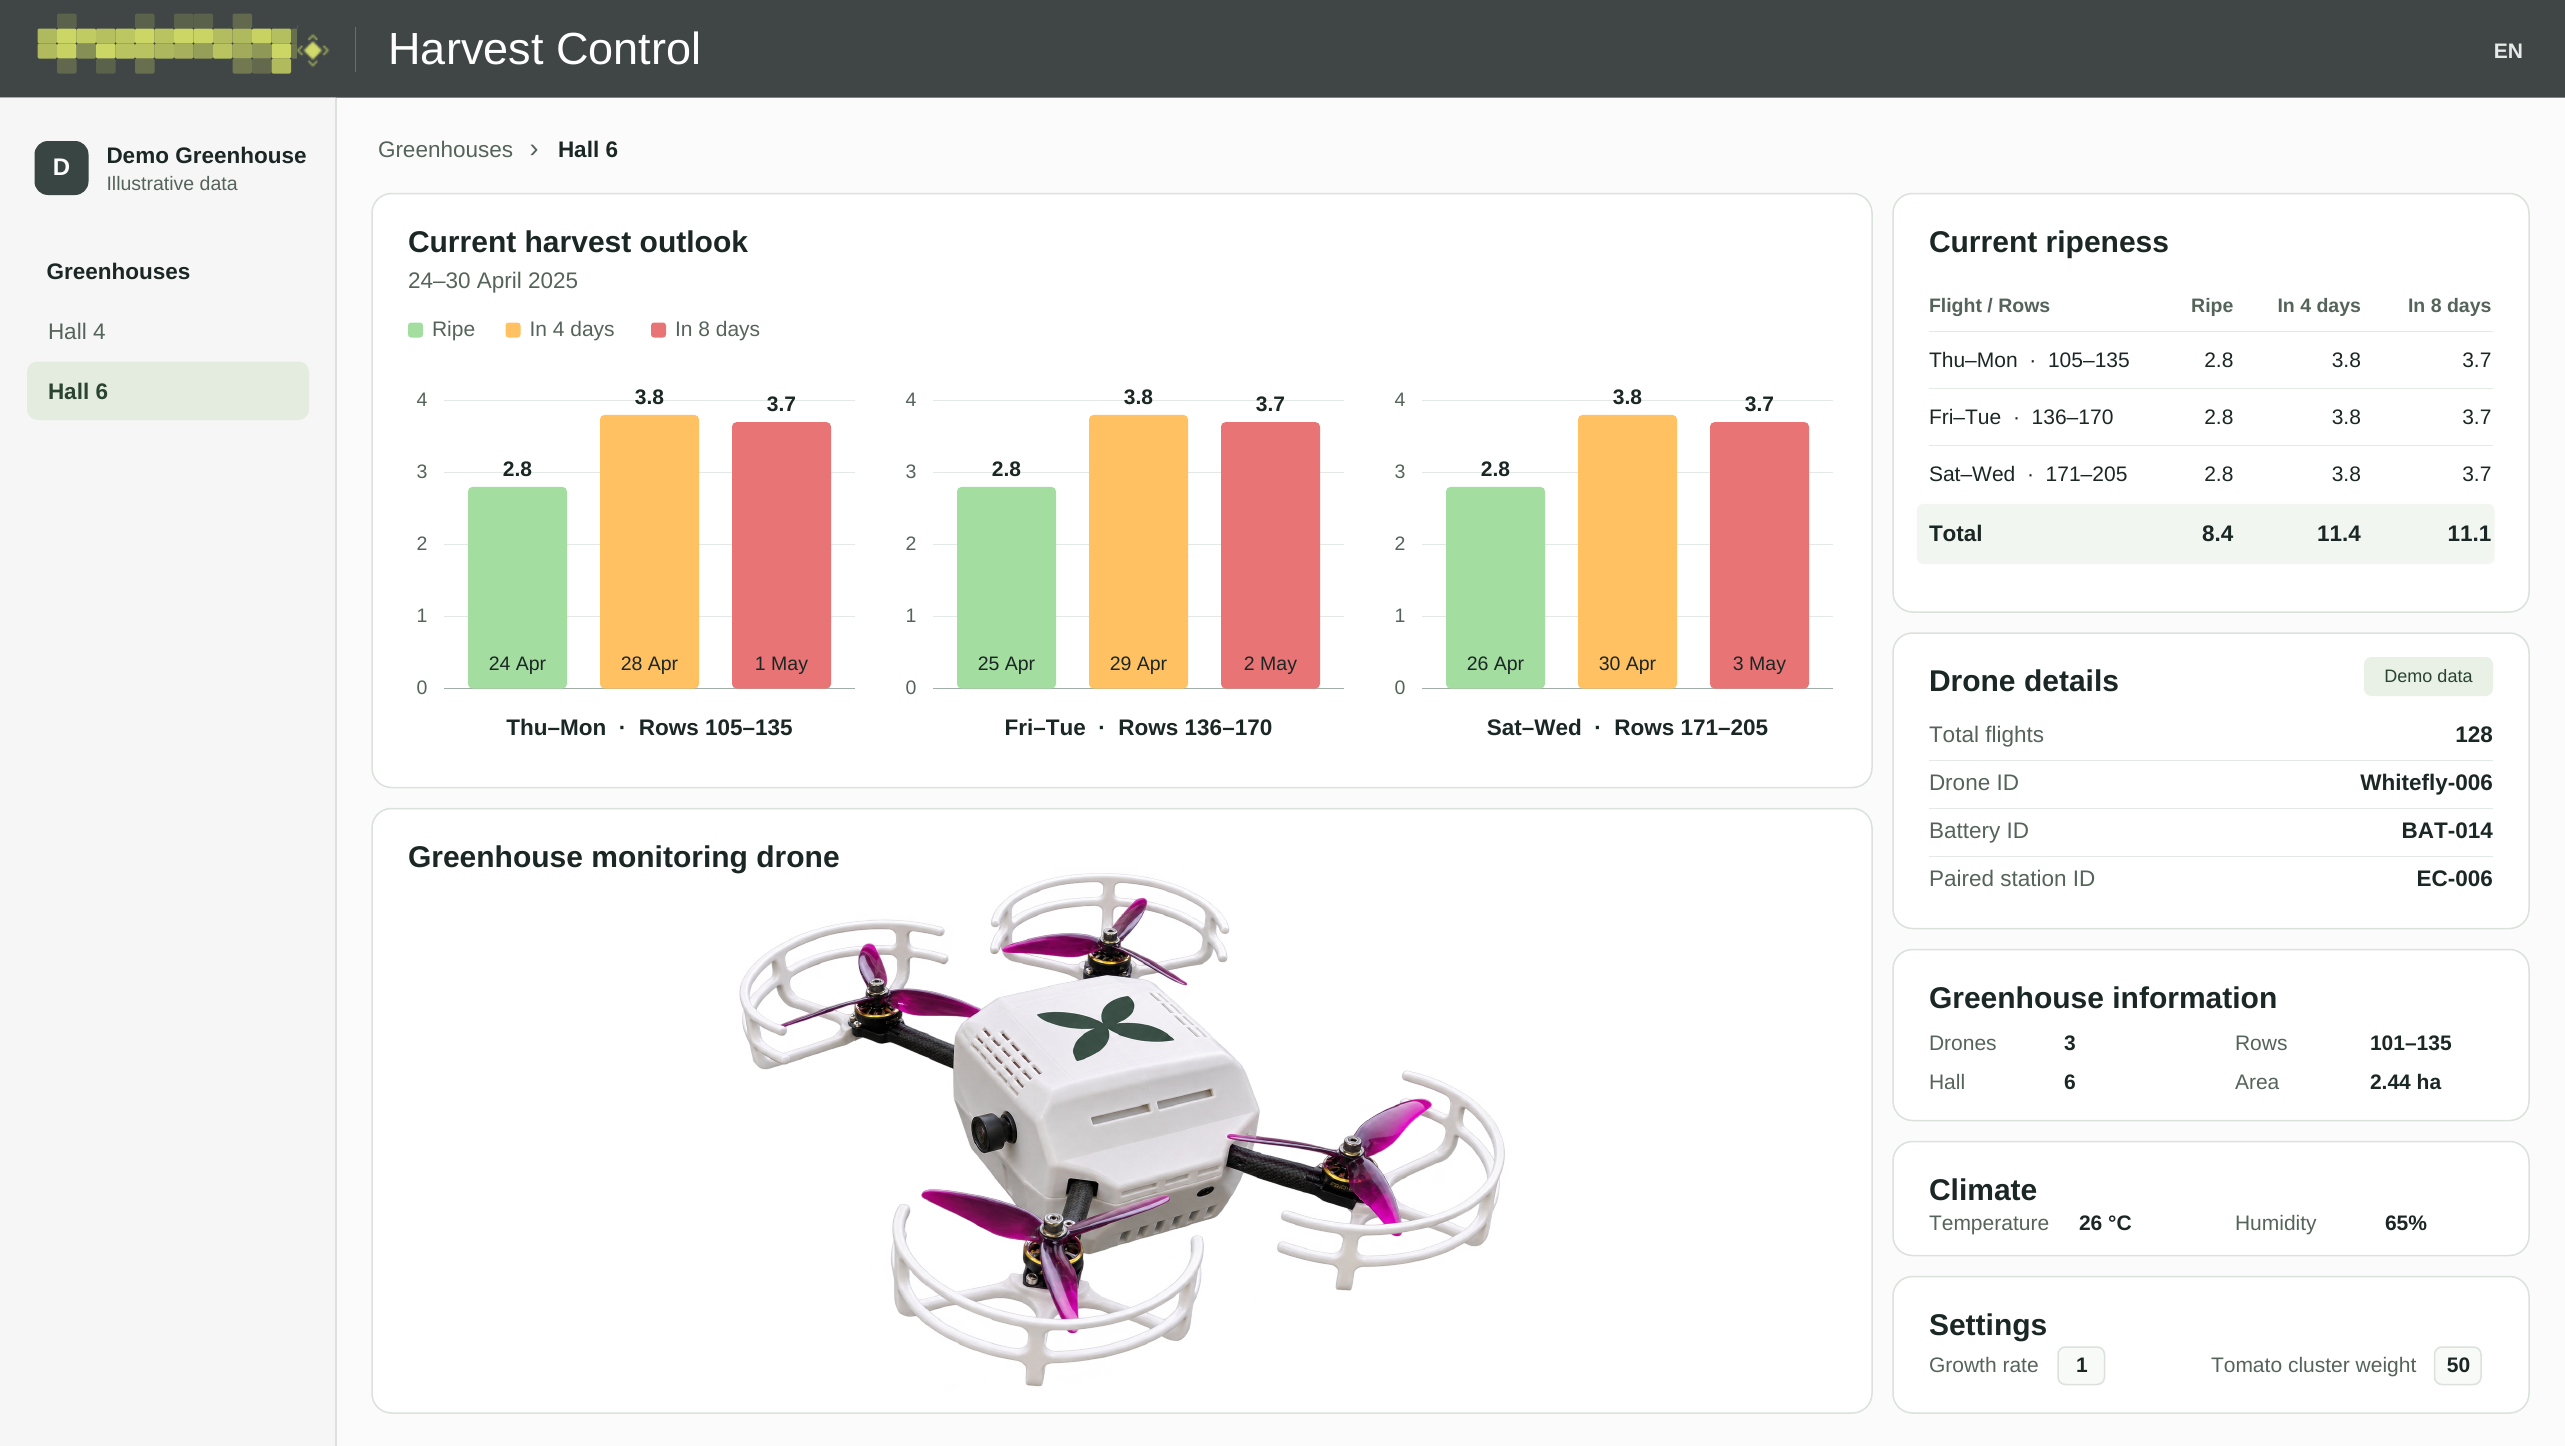 Harvest Control
EN
D
Demo Greenhouse
Illustrative data
Greenhouses
Hall 4
Hall 6
Greenhouses › Hall 6
Current harvest outlook
24–30 April 2025
Ripe In 4 days In 8 days
4
3
2
1
0
2.8 3.8 3.7
24 Apr 28 Apr 1 May
Thu–Mon · Rows 105–135
4
3
2
1
0
2.8 3.8 3.7
25 Apr 29 Apr 2 May
Fri–Tue · Rows 136–170
4
3
2
1
0
2.8 3.8 3.7
26 Apr 30 Apr 3 May
Sat–Wed · Rows 171–205
Greenhouse monitoring drone
Current ripeness
Flight / Rows Ripe In 4 days In 8 days
Thu–Mon · 105–135 2.8 3.8 3.7
Fri–Tue · 136–170 2.8 3.8 3.7
Sat–Wed · 171–205 2.8 3.8 3.7
Total 8.4 11.4 11.1
Drone details Demo data
Total flights 128
Drone ID Whitefly-006
Battery ID BAT-014
Paired station ID EC-006
Greenhouse information
Drones 3 Rows 101–135
Hall 6 Area 2.44 ha
Climate
Temperature 26 °C Humidity 65%
Settings
Growth rate 1 Tomato cluster weight 50